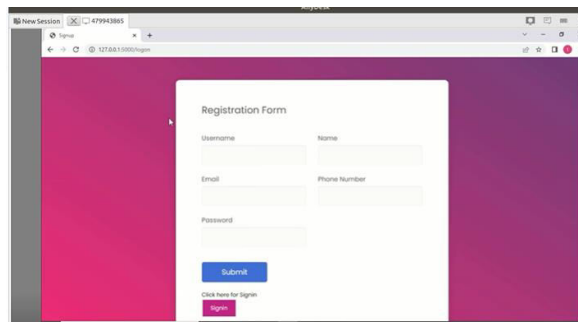 AnyDesk
New Session 479943865
Signup
127.0.0.1:5000/logon
Registration Form
Username Name
Email Phone Number
Password
Submit
Click here for Signin
Signin